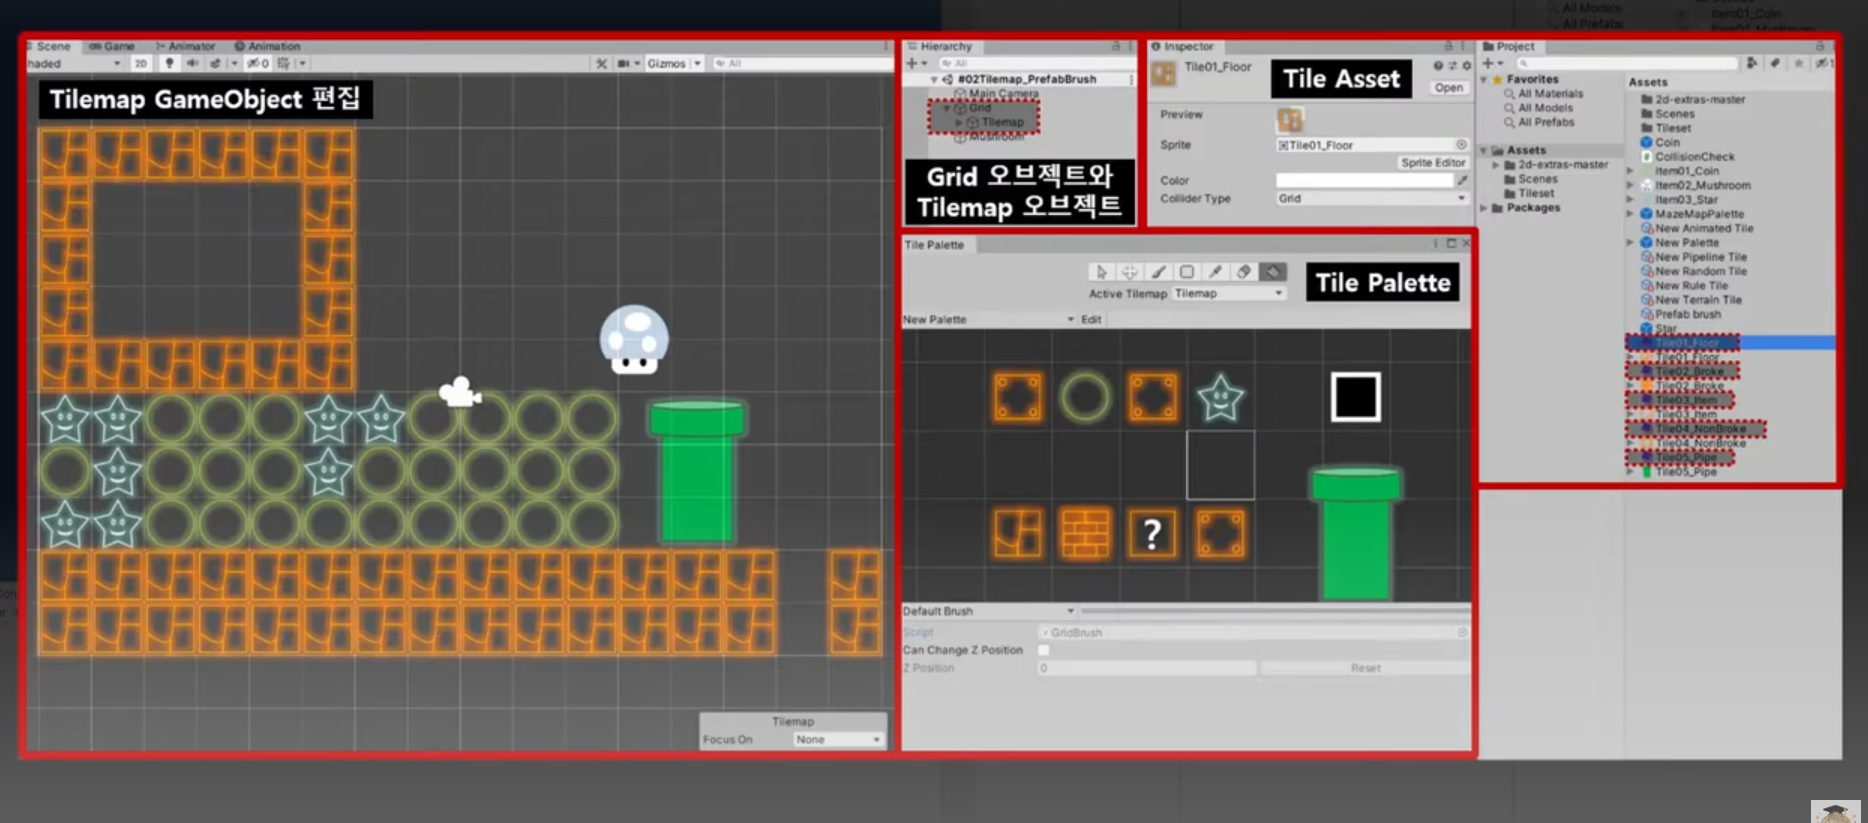 All Models
Item01_Coin
All Prefabs
Scene
Game
Animator
Animation
haded
2D
0
Gizmos
All
Tilemap GameObject 편집
Tilemap
Focus On
None
Hierarchy
All
#02Tilemap_PrefabBrush
Main Camera
Grid
Tilemap
Mushroom
Grid 오브젝트와
Tilemap 오브젝트
Inspector
Tile01_Floor
Tile Asset
Open
Preview
Sprite
Tile01_Floor
Sprite Editor
Color
Collider Type
Grid
Tile Palette
Tile Palette
Active Tilemap
Tilemap
New Palette
Edit
?
Default Brush
Script
GridBrush
Can Change Z Position
Z Position
0
Reset
Project
Favorites
All Materials
All Models
All Prefabs
Assets
2d-extras-master
Scenes
Tileset
Packages
Assets
2d-extras-master
Scenes
Tileset
Coin
CollisionCheck
Item01_Coin
Item02_Mushroom
Item03_Star
MazeMapPalette
New Animated Tile
New Palette
New Pipeline Tile
New Random Tile
New Rule Tile
New Terrain Tile
Prefab brush
Star
Tile01_Floor
Tile01_Floor
Tile02_Broke
Tile02_Broke
Tile03_Item
Tile03_Item
Tile04_NonBroke
Tile04_NonBroke
Tile05_Pipe
Tile05_Pipe